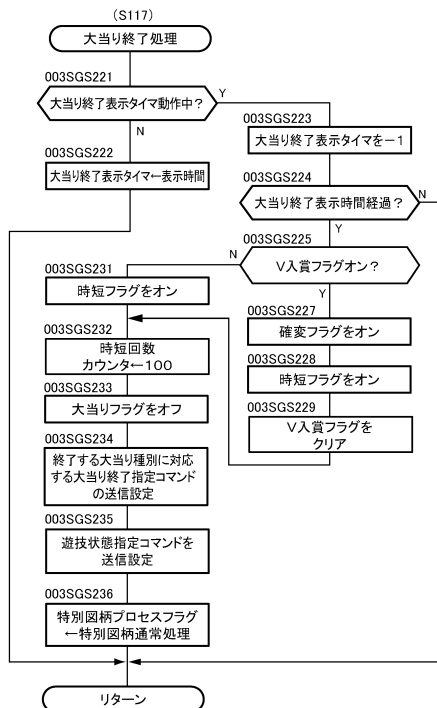 (S117)
大当り終了処理
003SGS221
大当り終了表示タイマ動作中?
Y
N
003SGS222
大当り終了表示タイマ←表示時間
003SGS223
大当り終了表示タイマを－1
003SGS224
大当り終了表示時間経過?
N
Y
003SGS225
V入賞フラグオン?
N
Y
003SGS227
確変フラグをオン
003SGS228
時短フラグをオン
003SGS229
V入賞フラグを
クリア
003SGS231
時短フラグをオン
003SGS232
時短回数
カウンタ←100
003SGS233
大当りフラグをオフ
003SGS234
終了する大当り種別に対応
する大当り終了指定コマンド
の送信設定
003SGS235
遊技状態指定コマンドを
送信設定
003SGS236
特別図柄プロセスフラグ
←特別図柄通常処理
リターン